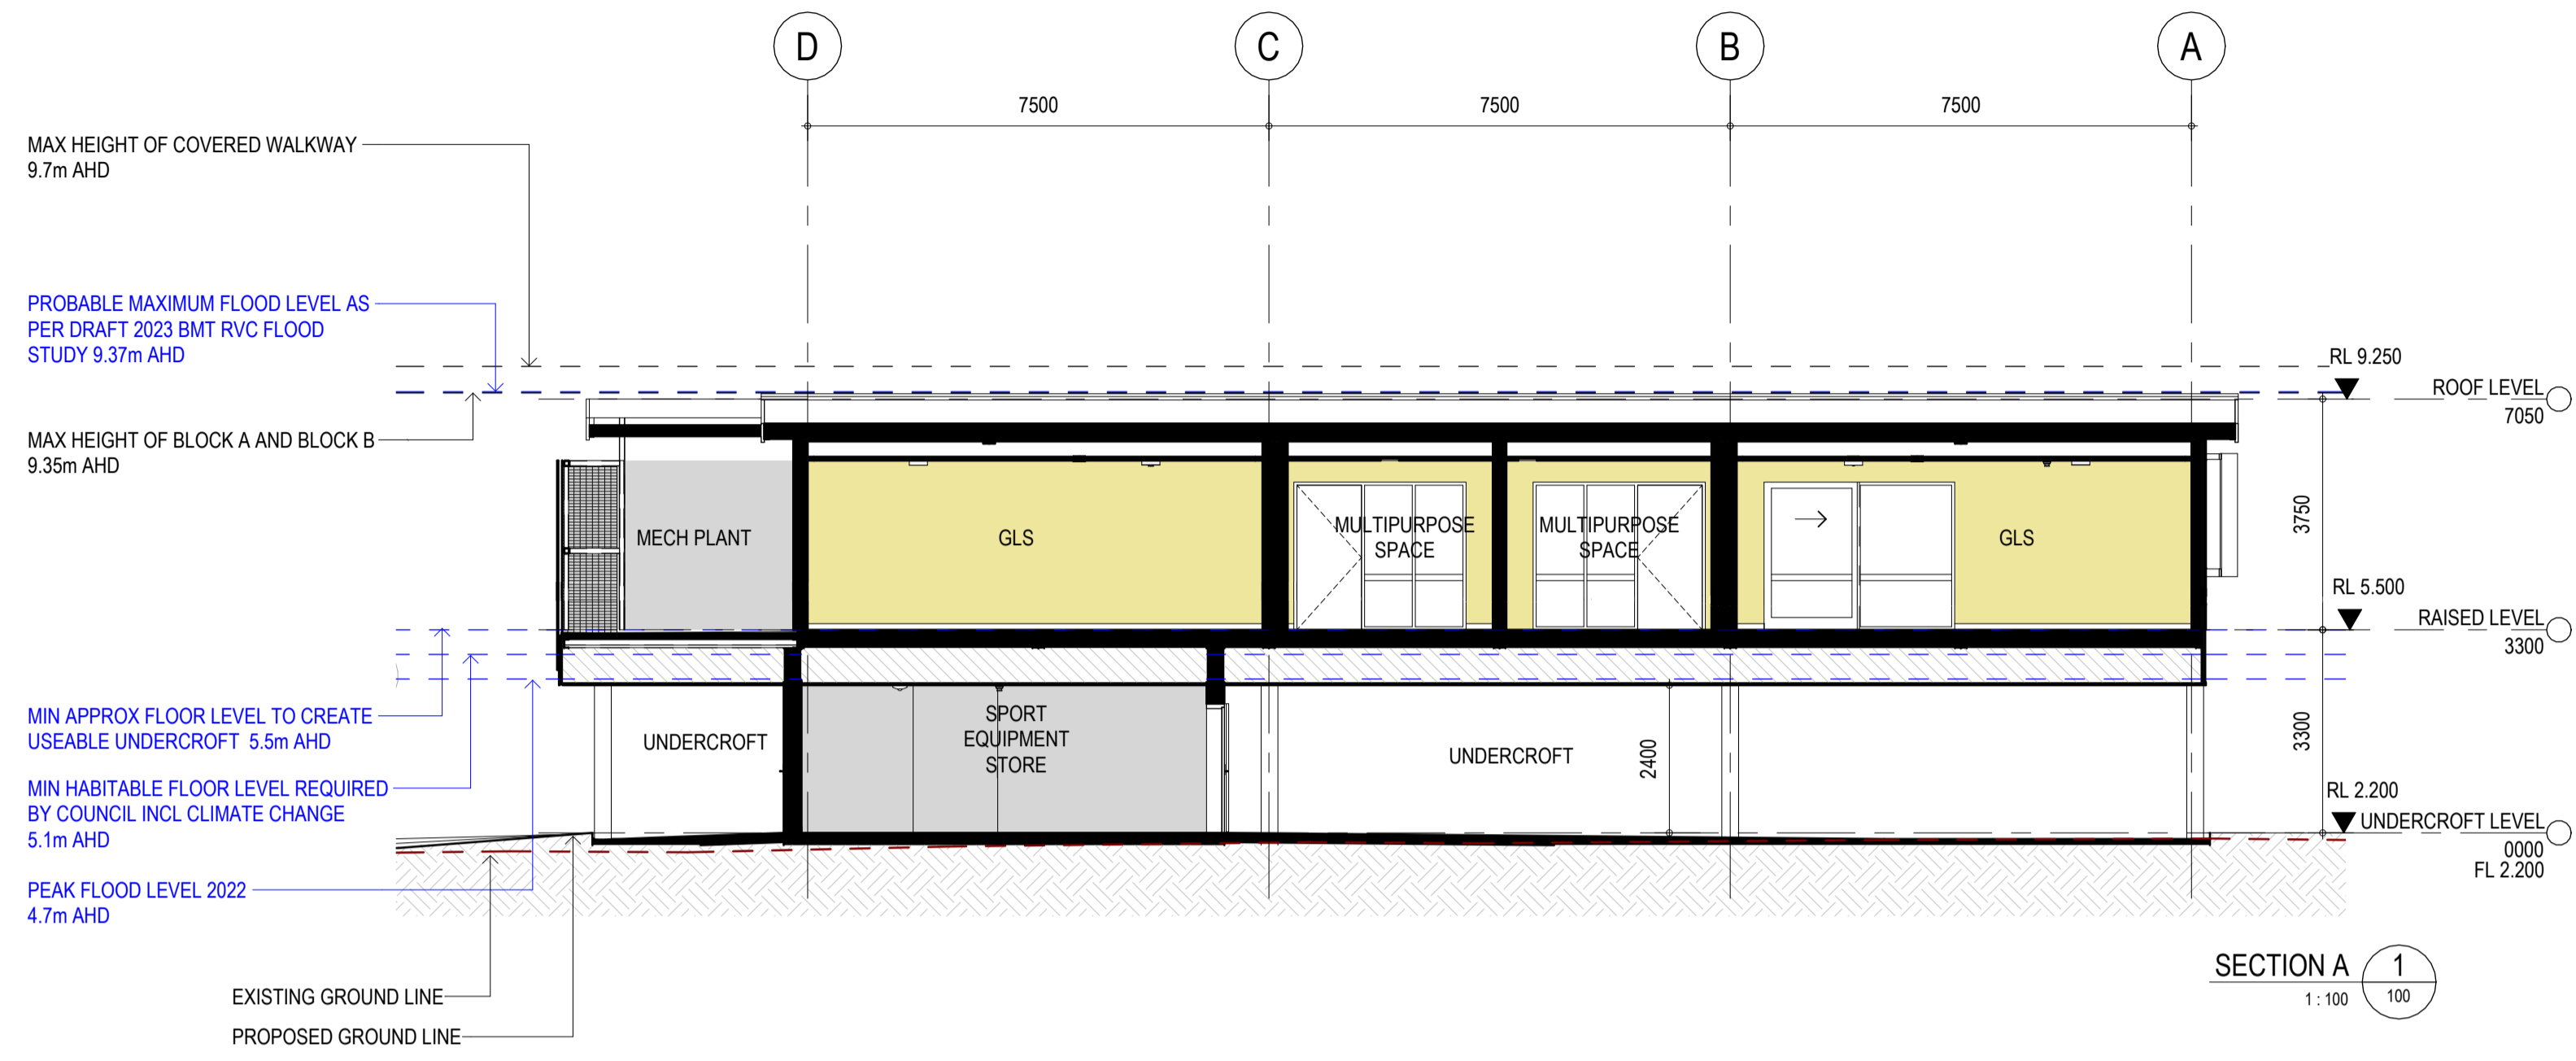 D
C
B
A
7500
7500
7500
MAX HEIGHT OF COVERED WALKWAY
9.7m AHD
PROBABLE MAXIMUM FLOOD LEVEL AS
PER DRAFT 2023 BMT RVC FLOOD
STUDY 9.37m AHD
MAX HEIGHT OF BLOCK A AND BLOCK B
9.35m AHD
RL 9.250
ROOF LEVEL
7050
MECH PLANT
GLS
MULTIPURPOSE
SPACE
MULTIPURPOSE
SPACE
GLS
3750
RL 5.500
RAISED LEVEL
3300
MIN APPROX FLOOR LEVEL TO CREATE
USEABLE UNDERCROFT 5.5m AHD
MIN HABITABLE FLOOR LEVEL REQUIRED
BY COUNCIL INCL CLIMATE CHANGE
5.1m AHD
PEAK FLOOD LEVEL 2022
4.7m AHD
UNDERCROFT
SPORT
EQUIPMENT
STORE
UNDERCROFT
2400
3300
RL 2.200
UNDERCROFT LEVEL
0000
FL 2.200
EXISTING GROUND LINE
PROPOSED GROUND LINE
SECTION A
1 : 100
1
100